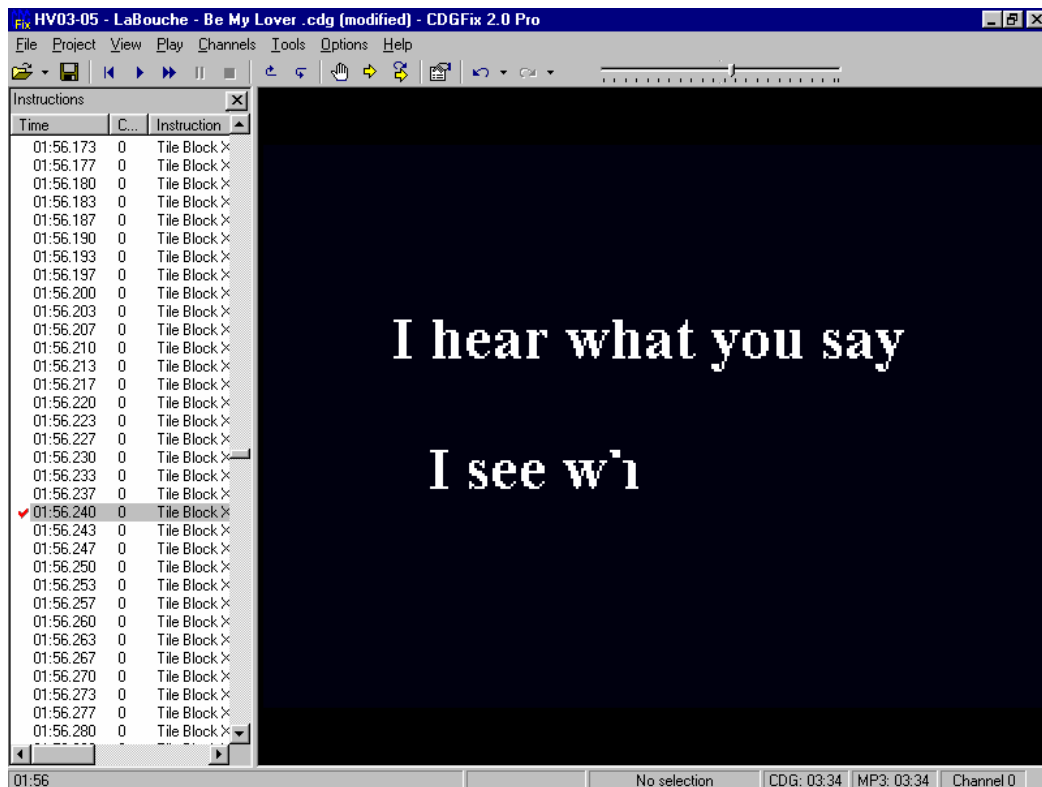 Fix HV03-05 - LaBouche - Be My Lover .cdg (modified) - CDGFix 2.0 Pro
File Project View Play Channels Tools Options Help
Instructions
Time C... Instruction
01:56.173 0 Tile Block X
01:56.177 0 Tile Block X
01:56.180 0 Tile Block X
01:56.183 0 Tile Block X
01:56.187 0 Tile Block X
01:56.190 0 Tile Block X
01:56.193 0 Tile Block X
01:56.197 0 Tile Block X
01:56.200 0 Tile Block X
01:56.203 0 Tile Block X
01:56.207 0 Tile Block X
01:56.210 0 Tile Block X
01:56.213 0 Tile Block X
01:56.217 0 Tile Block X
01:56.220 0 Tile Block X
01:56.223 0 Tile Block X
01:56.227 0 Tile Block X
01:56.230 0 Tile Block X
01:56.233 0 Tile Block X
01:56.237 0 Tile Block X
01:56.240 0 Tile Block X
01:56.243 0 Tile Block X
01:56.247 0 Tile Block X
01:56.250 0 Tile Block X
01:56.253 0 Tile Block X
01:56.257 0 Tile Block X
01:56.260 0 Tile Block X
01:56.263 0 Tile Block X
01:56.267 0 Tile Block X
01:56.270 0 Tile Block X
01:56.273 0 Tile Block X
01:56.277 0 Tile Block X
01:56.280 0 Tile Block X
I hear what you say
I see
01:56 No selection CDG: 03:34 MP3: 03:34 Channel 0